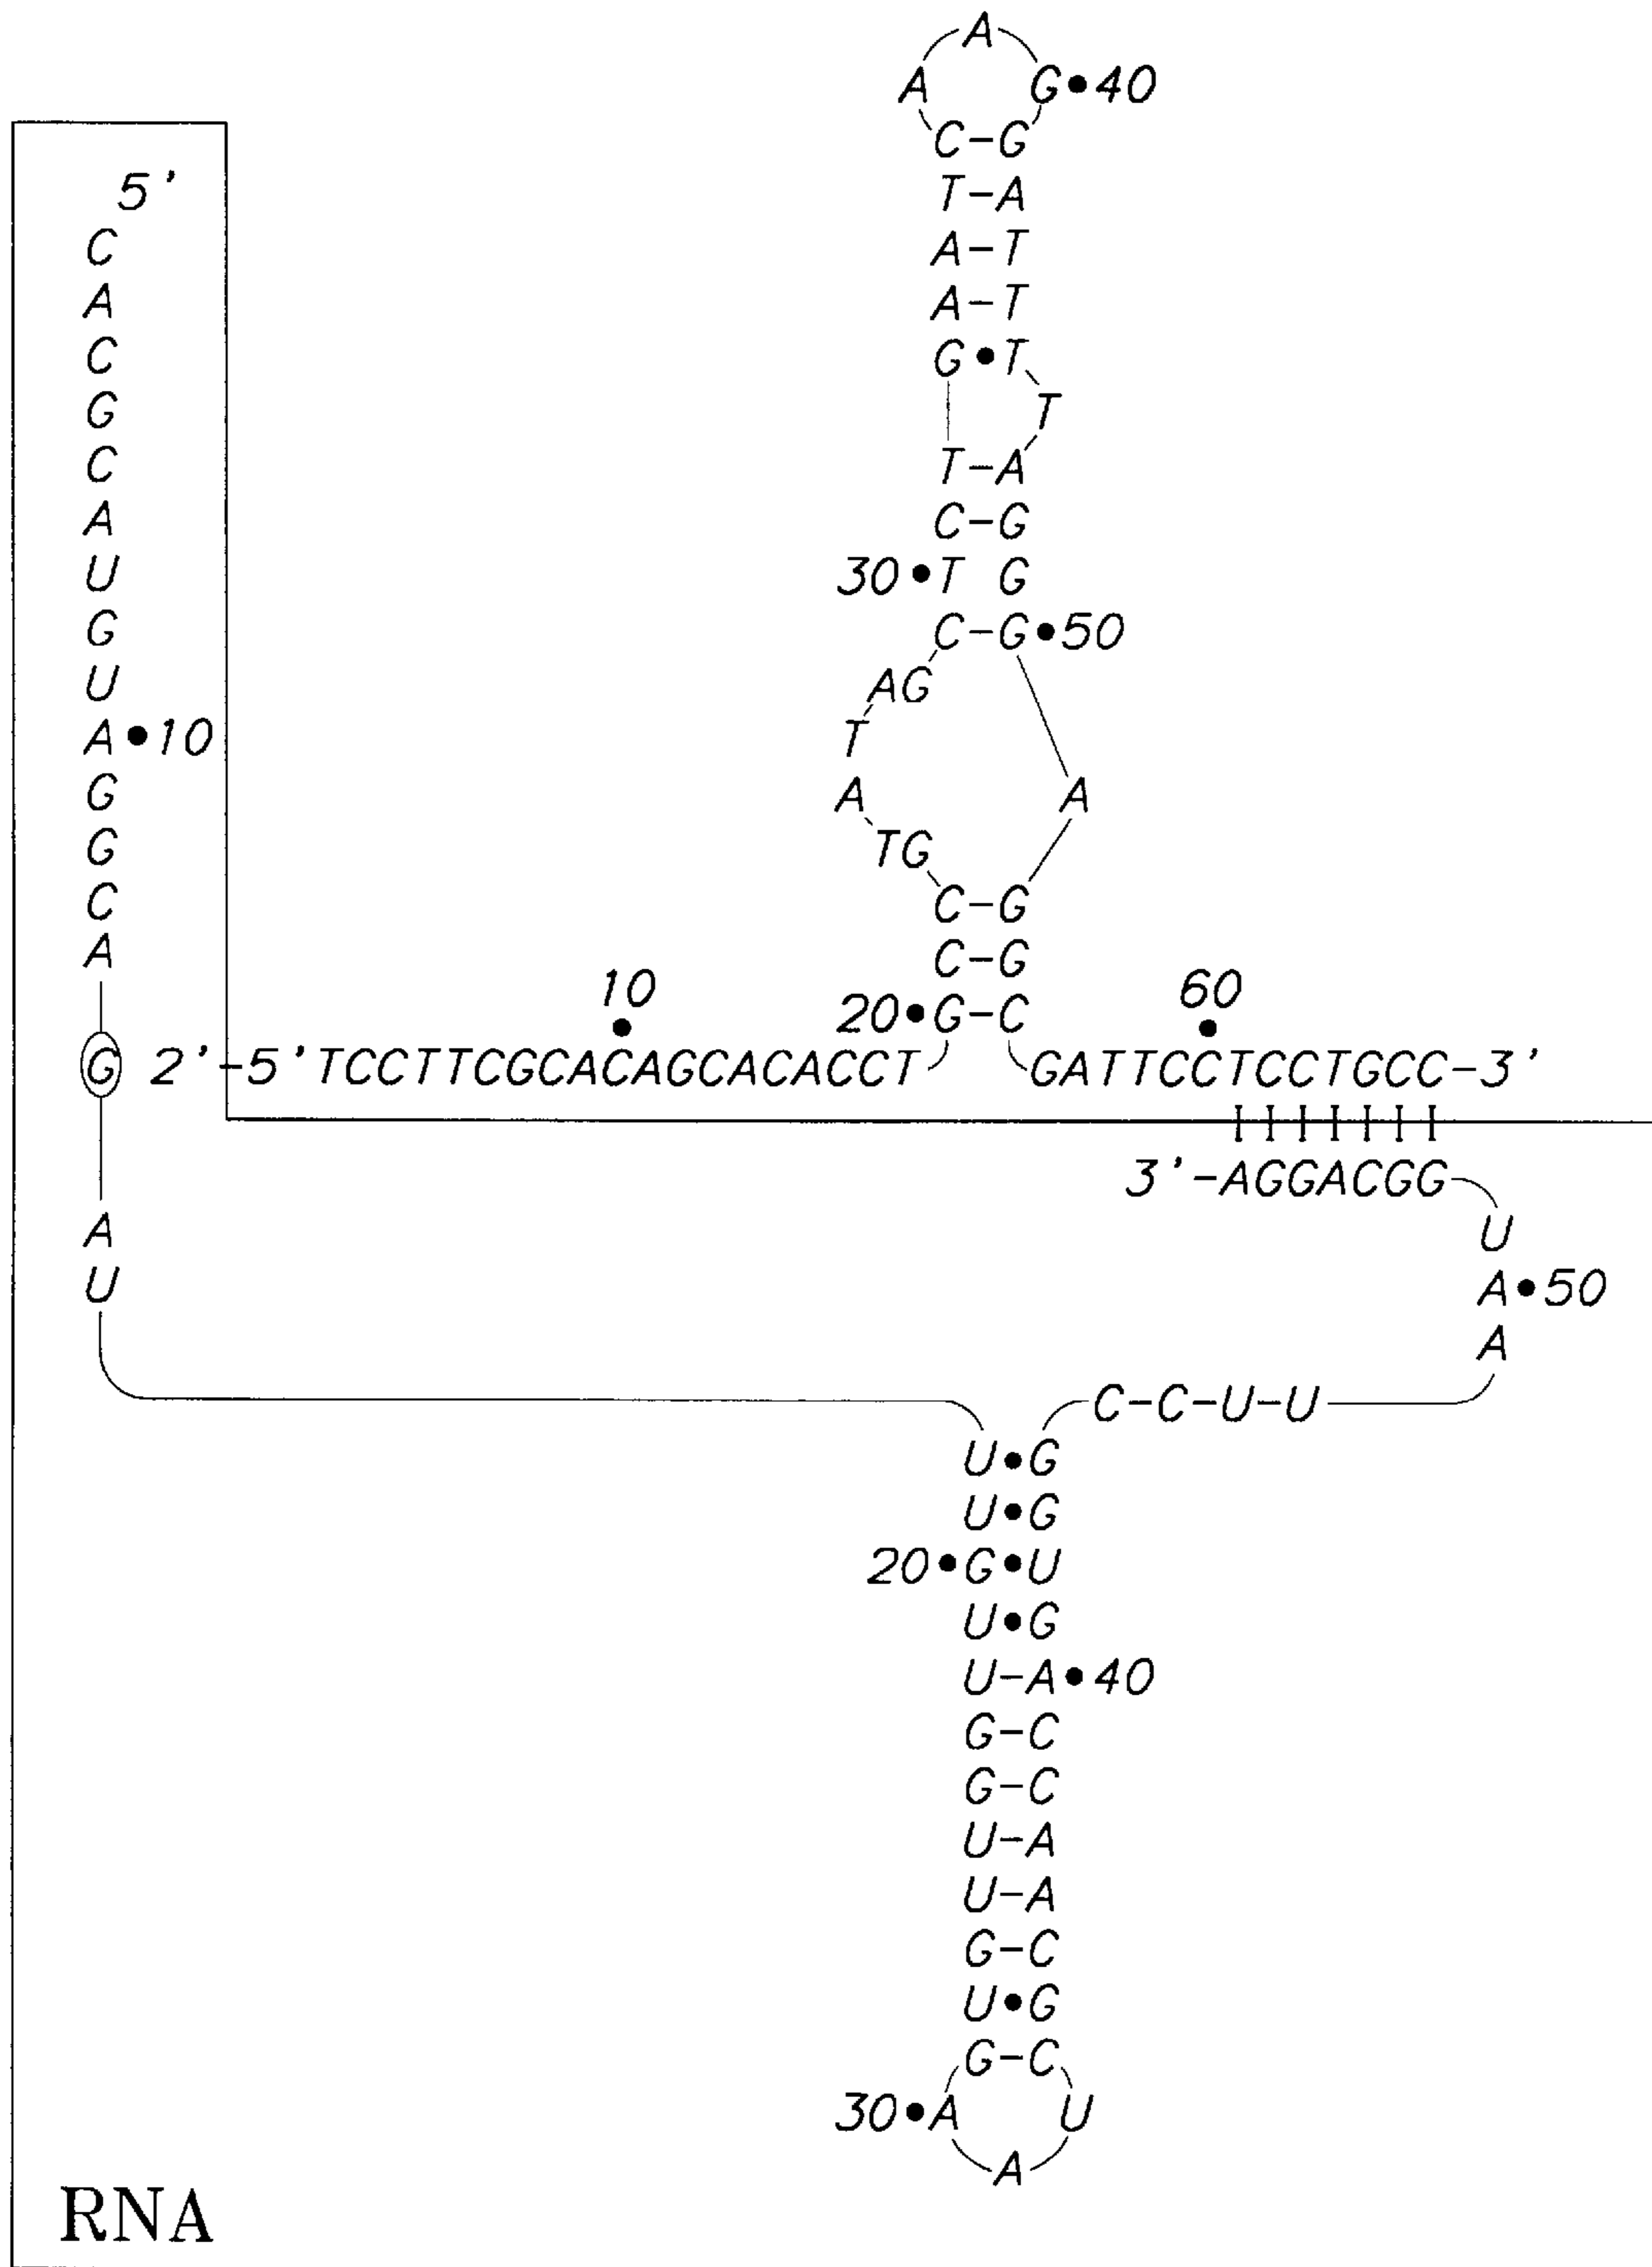 A
A G•40
C-G
5' T-A
C A-T
A A-T
C G•T
G T
C T-A
A C-G
U 30•T G
G C-G•50
U AG
A•10 T
G A A
G TG
C C-G
A C-G
10 20•G-C 60
G 2'-5'TCCTTCGCACAGCACACCT GATTCCTCCTGCC-3'
3'-AGGACGG
A U
U A•50
A
C-C-U-U
U•G
U•G
20•G•U
U•G
U-A•40
G-C
G-C
U-A
U-A
G-C
U•G
G-C
30•A U
A
RNA